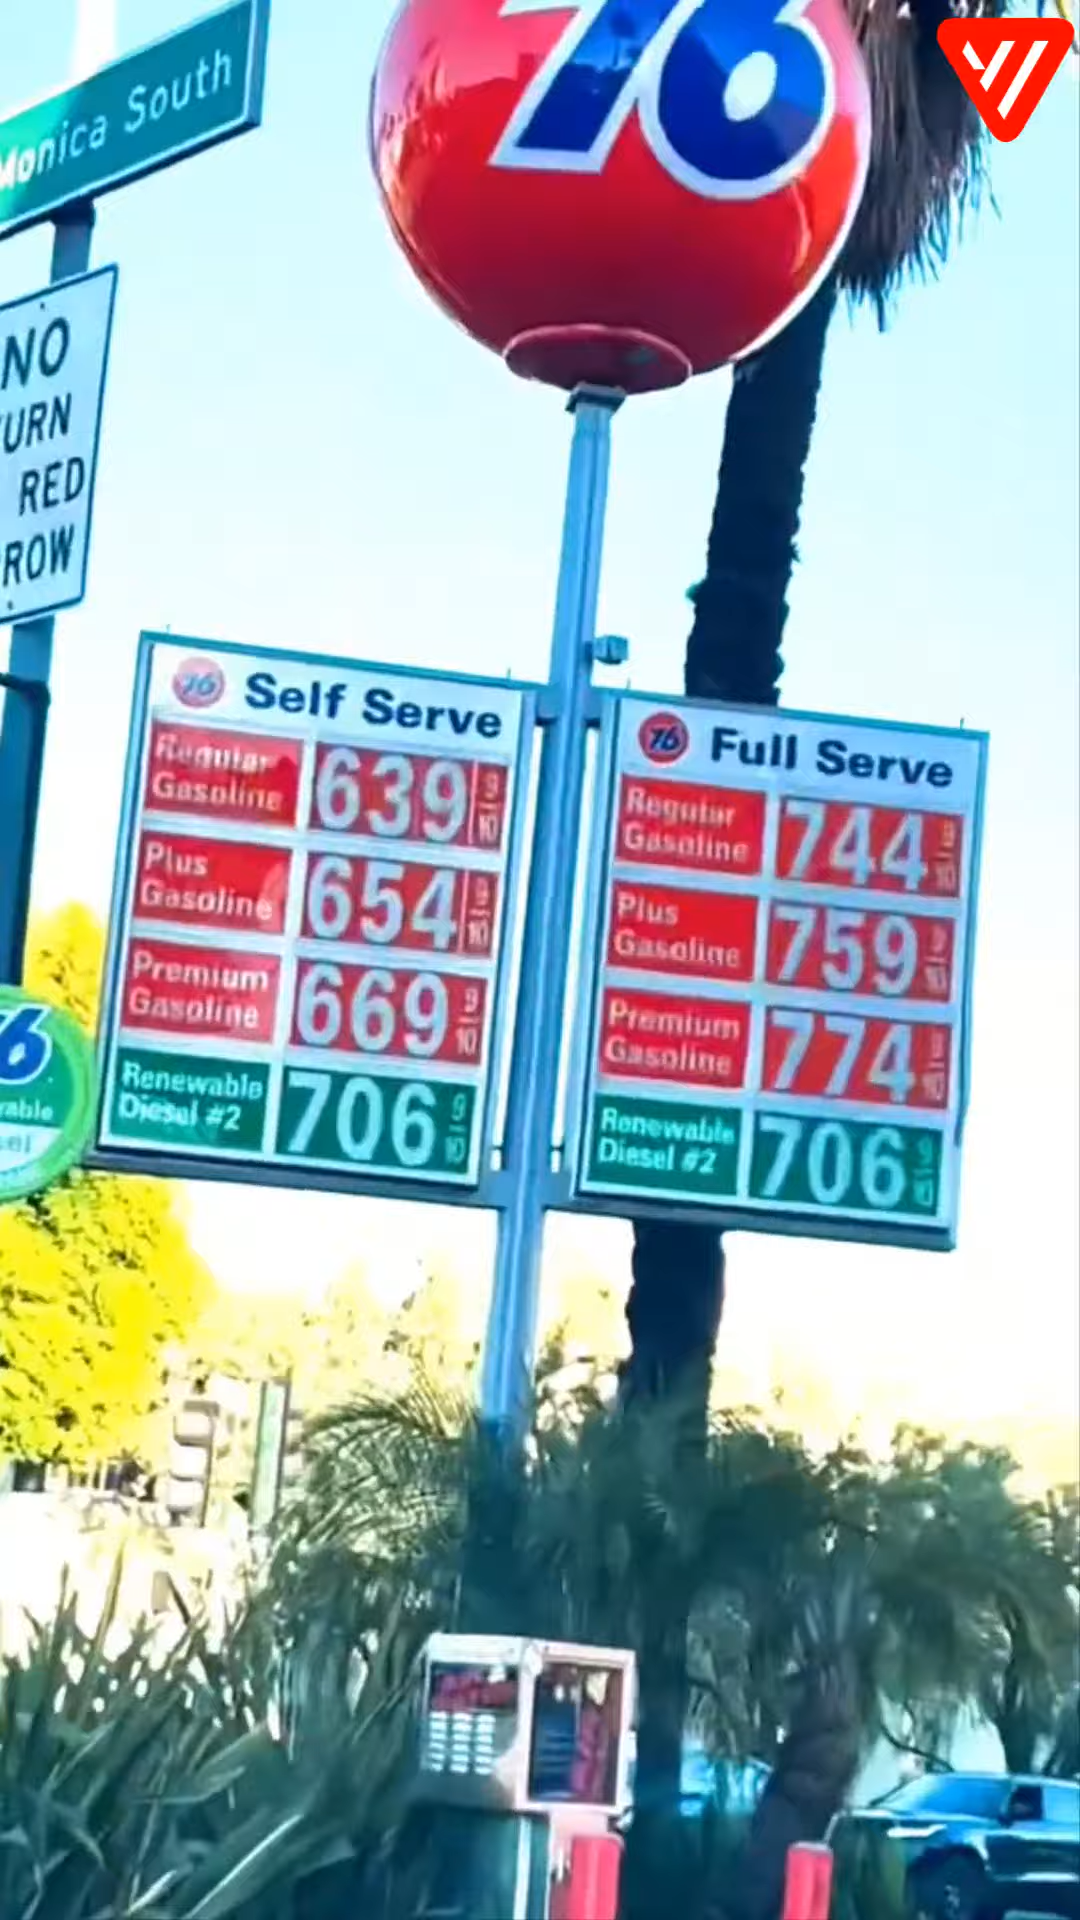 Monica South
76
NO
TURN
RED
ROW
76 Self Serve
Regular
Gasoline
639 9/10
Plus
Gasoline
654 9/10
Premium
Gasoline
669 9/10
Renewable
Diesel #2
706 9/10
76 Full Serve
Regular
Gasoline
744 9/10
Plus
Gasoline
759 9/10
Premium
Gasoline
774 9/10
Renewable
Diesel #2
706 9/10